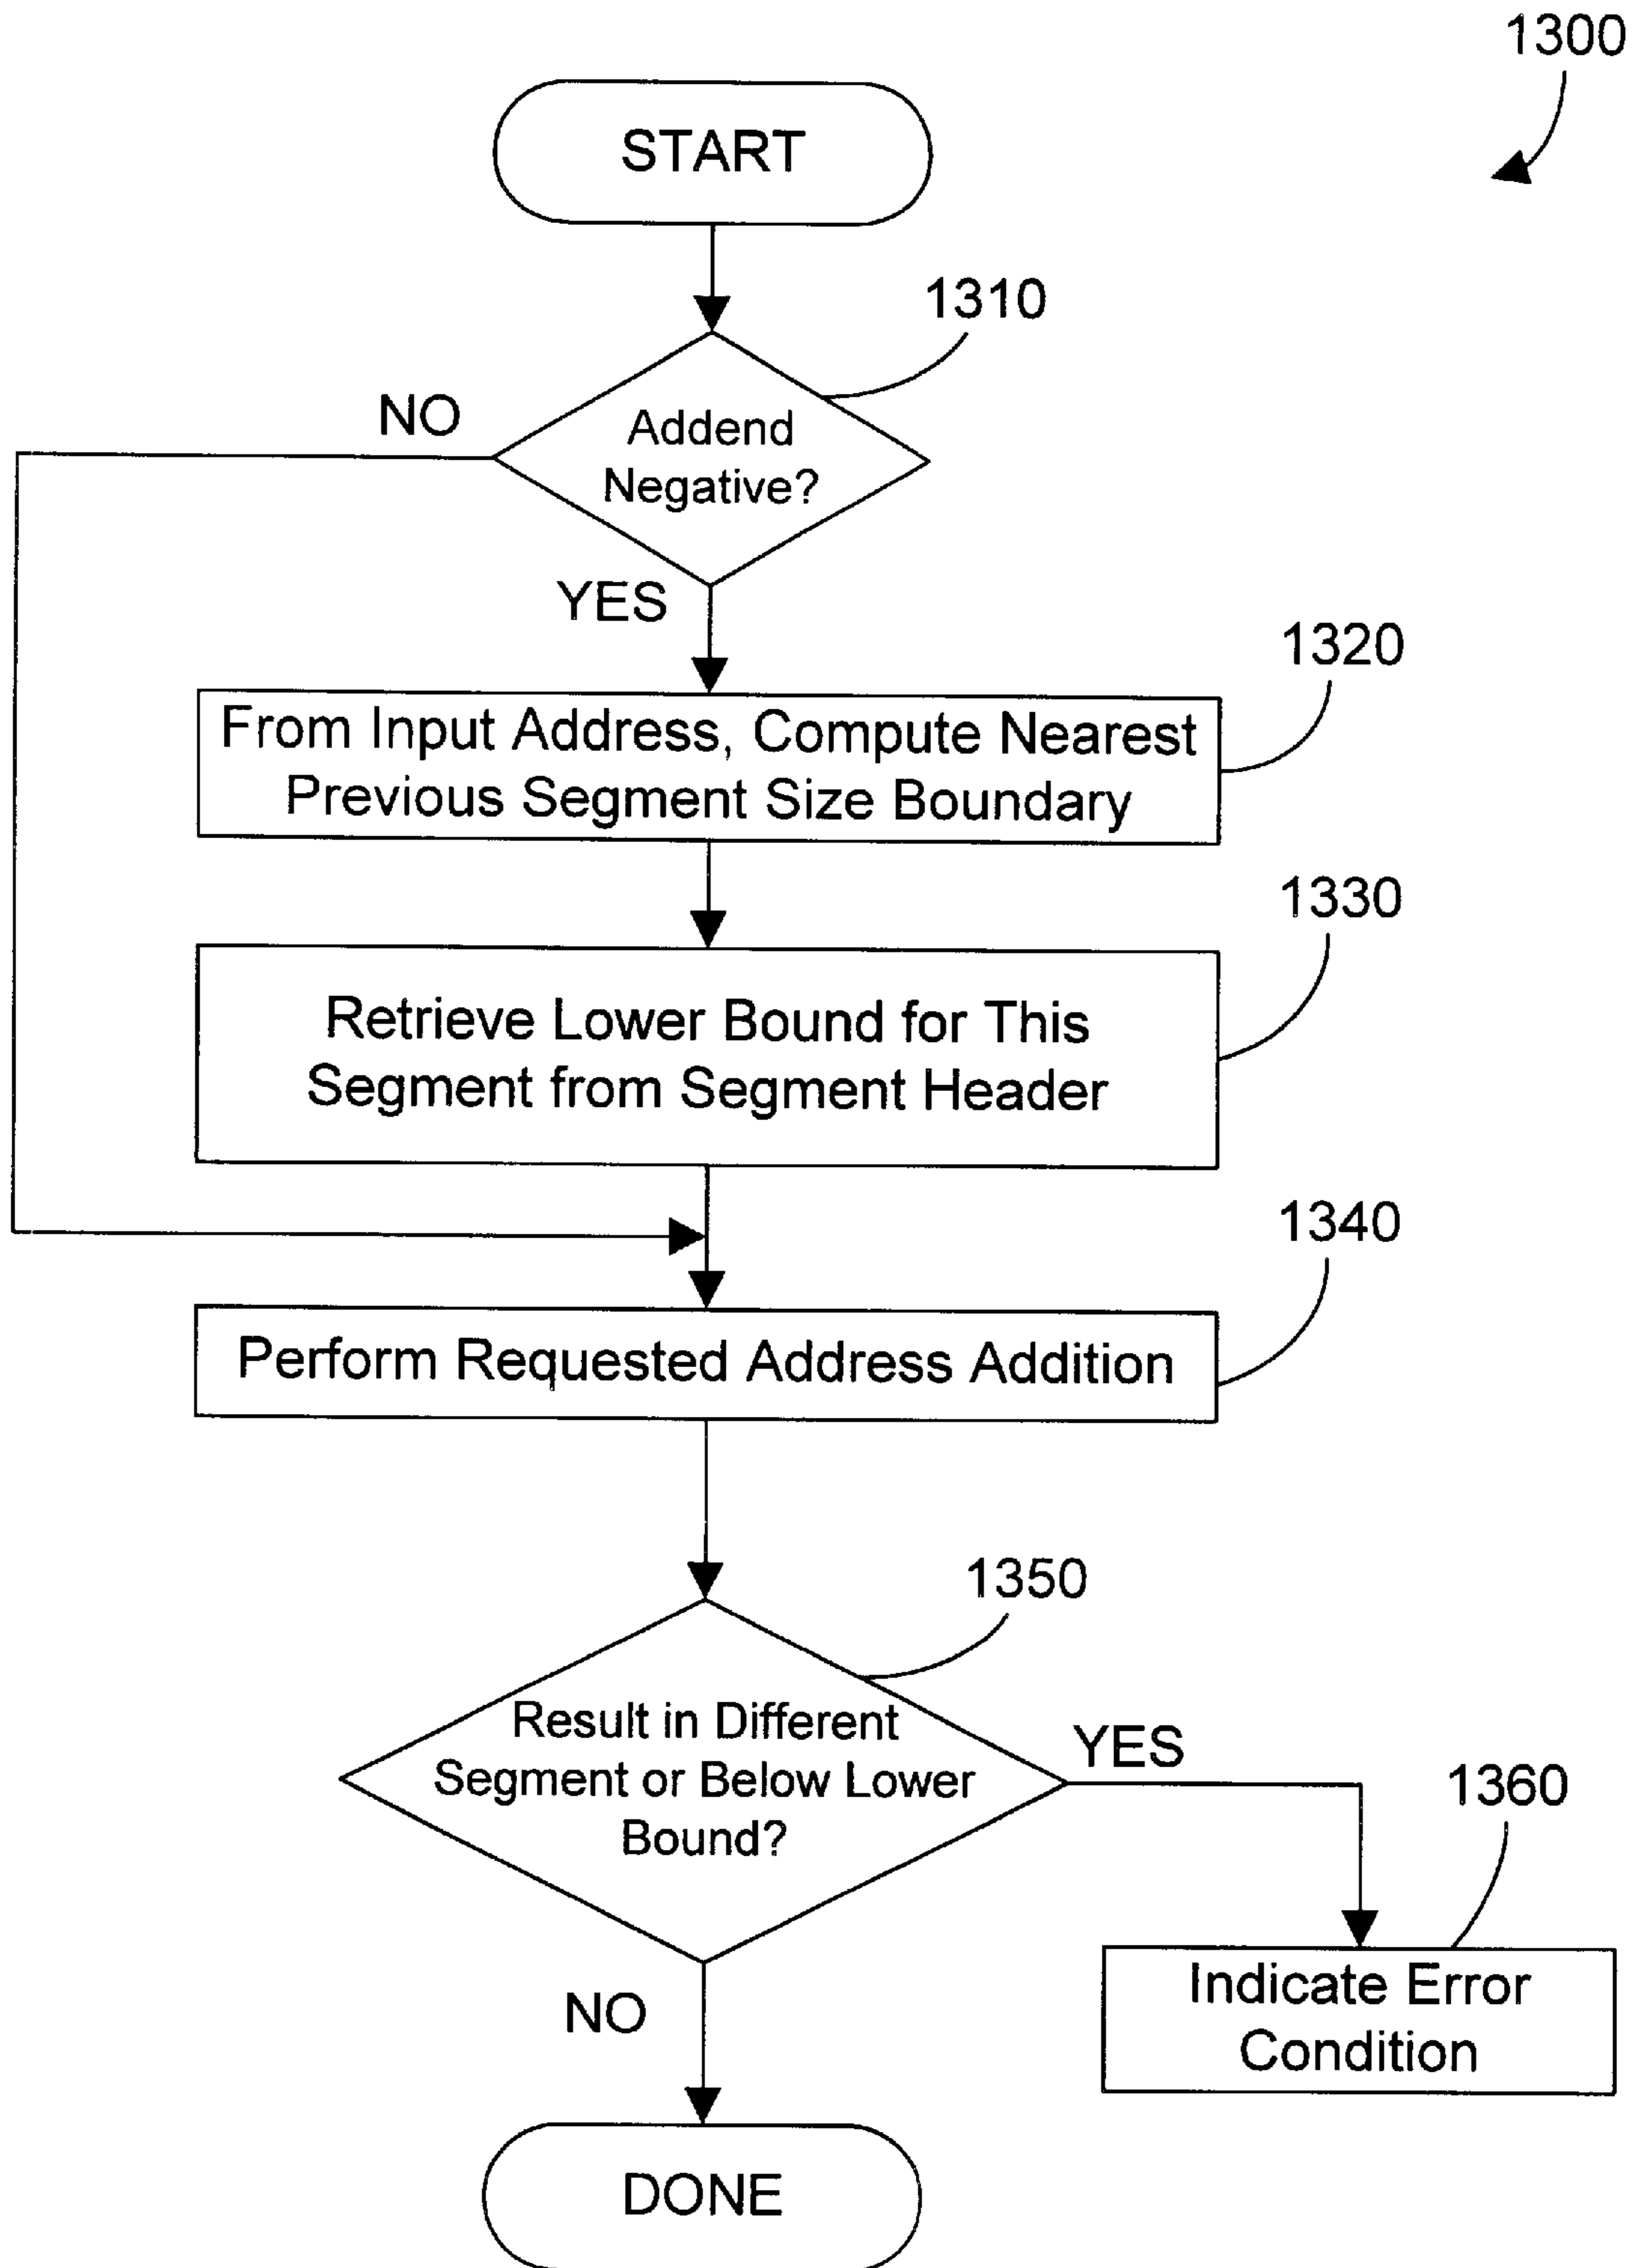 1300
START
1310
NO
Addend
Negative?
YES
1320
From Input Address, Compute Nearest
Previous Segment Size Boundary
1330
Retrieve Lower Bound for This
Segment from Segment Header
1340
Perform Requested Address Addition
1350
Result in Different
Segment or Below Lower
Bound?
YES
1360
Indicate Error
Condition
NO
DONE